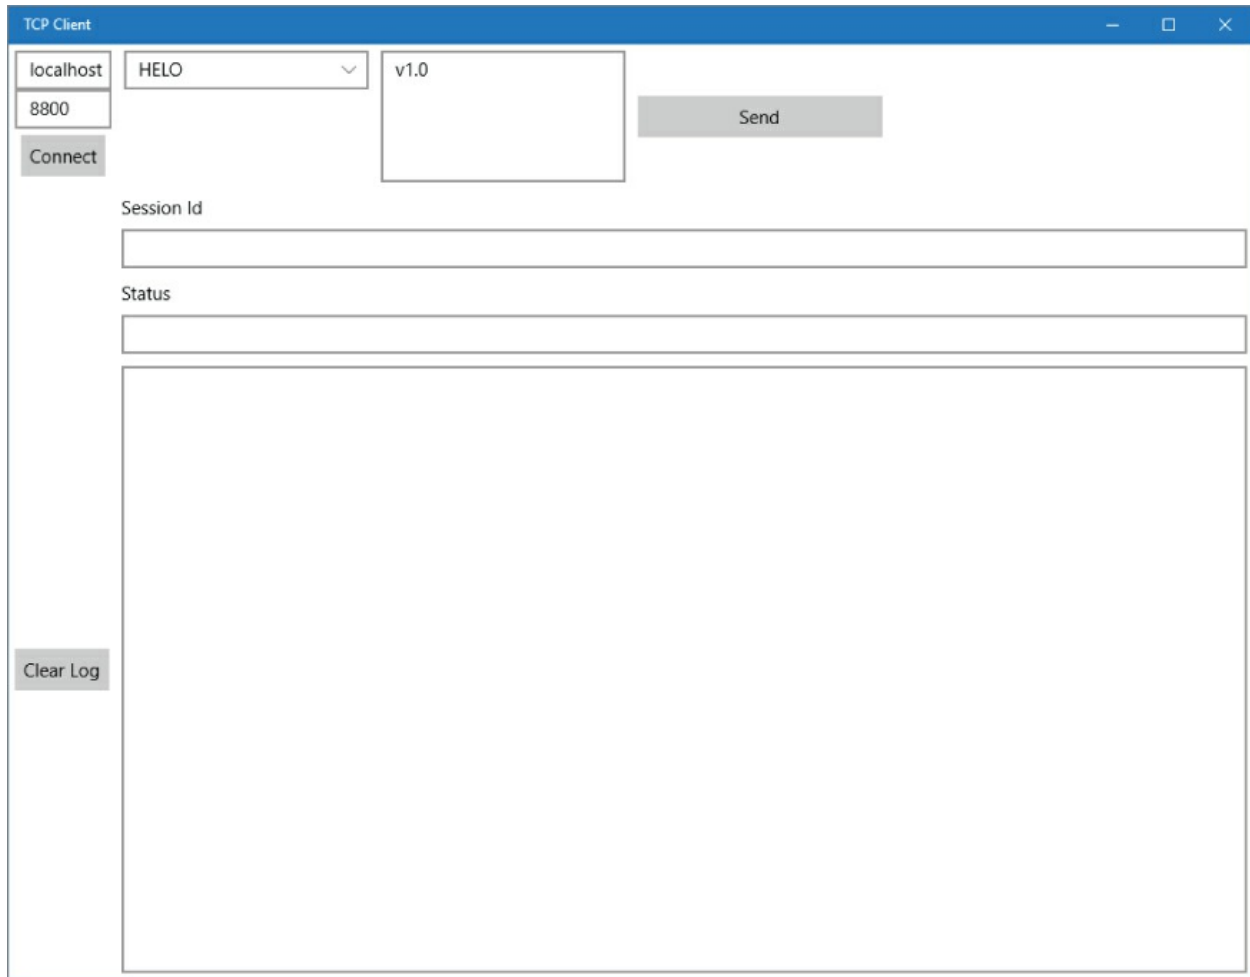 TCP Client
localhost
HELO
v1.0
8800
Send
Connect
Session Id
Status
Clear Log